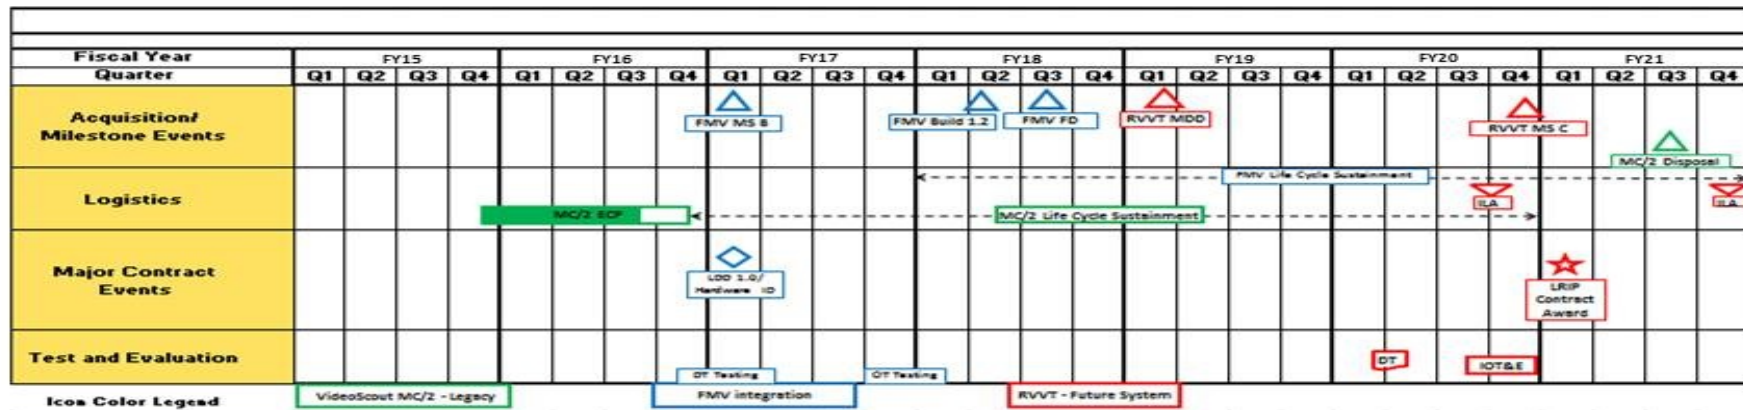 Fiscal Year FY15 FY16 FY17 FY18 FY19 FY20 FY21
Quarter Q1 Q2 Q3 Q4 Q1 Q2 Q3 Q4 Q1 Q2 Q3 Q4 Q1 Q2 Q3 Q4 Q1 Q2 Q3 Q4 Q1 Q2 Q3 Q4 Q1 Q2 Q3 Q4
Acquisition/
Milestone Events
FMV MS B
FMV Build 1.2
FMV FD
RVVT MDD
RVVT MS C
MC/2 Disposal
Logistics
FMV Life Cycle Sustainment
MC/2 ECP
MC/2 Life Cycle Sustainment
ILA
ILA
Major Contract
Events
LDD 1.0/
Hardware ID
LRIP
Contract
Award
Test and Evaluation
DT Testing
OT Testing
DT
IOT&E
Icon Color Legend
VideoScout MC/2 - Legacy
FMV integration
RVVT - Future System